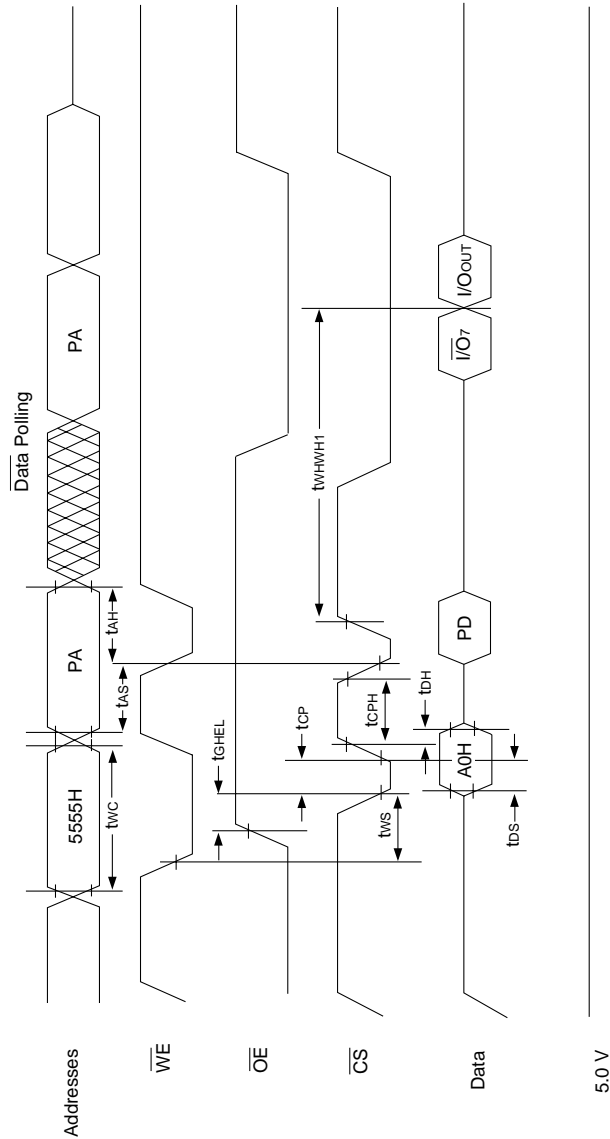 Data Polling
Addresses
5555H
PA
PA
tWC
tAS
tAH
WE
OE
tGHEL
CS
tWS
tCP
tCPH
tWHWH1
Data
A0H
PD
I/O7
I/OOUT
tDS
tDH
5.0 V